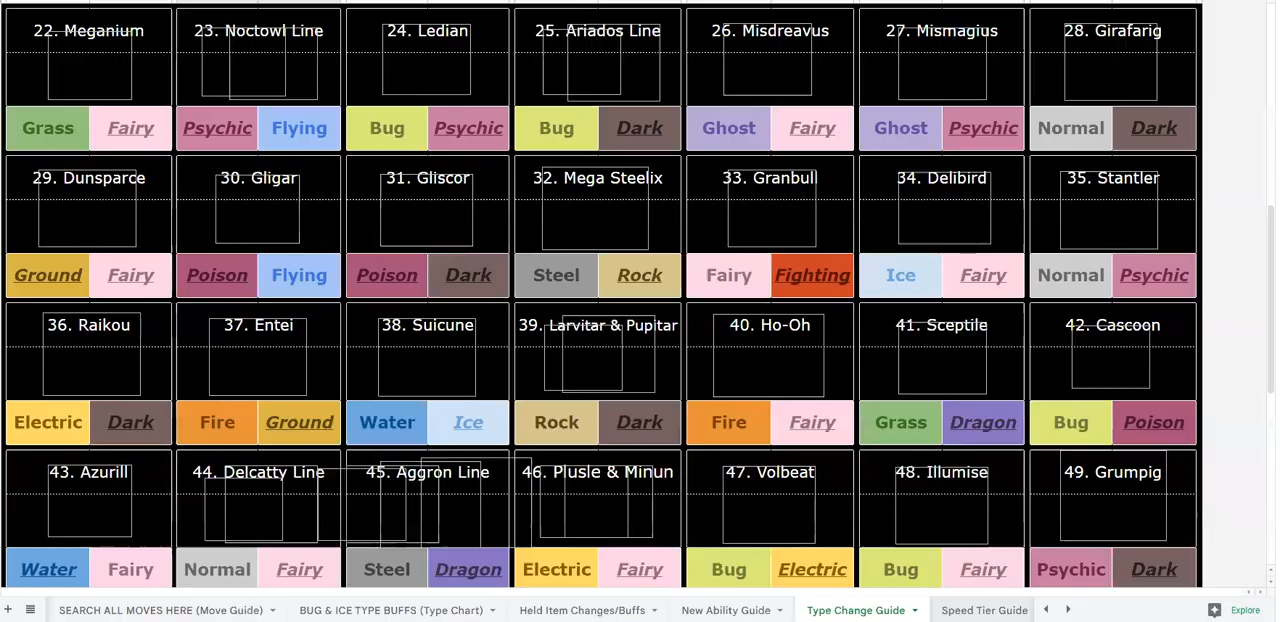 22. Meganium 23. Noctowl Line 24. Ledian 25. Ariados Line 26. Misdreavus 27. Mismagius 28. Girafarig
Grass Fairy Psychic Flying Bug Psychic Bug Dark Ghost Fairy Ghost Psychic Normal Dark
29. Dunsparce 30. Gligar 31. Gliscor 32. Mega Steelix 33. Granbull 34. Delibird 35. Stantler
Ground Fairy Poison Flying Poison Dark Steel Rock Fairy Fighting Ice Fairy Normal Psychic
36. Raikou 37. Entei 38. Suicune 39. Larvitar & Pupitar 40. Ho-Oh 41. Sceptile 42. Cascoon
Electric Dark Fire Ground Water Ice Rock Dark Fire Fairy Grass Dragon Bug Poison
43. Azurill 44. Delcatty Line 45. Aggron Line 46. Plusle & Minun 47. Volbeat 48. Illumise 49. Grumpig
Water Fairy Normal Fairy Steel Dragon Electric Fairy Bug Electric Bug Fairy Psychic Dark
SEARCH ALL MOVES HERE (Move Guide) BUG & ICE TYPE BUFFS (Type Chart) Held Item Changes/Buffs New Ability Guide Type Change Guide Speed Tier Guide Explore